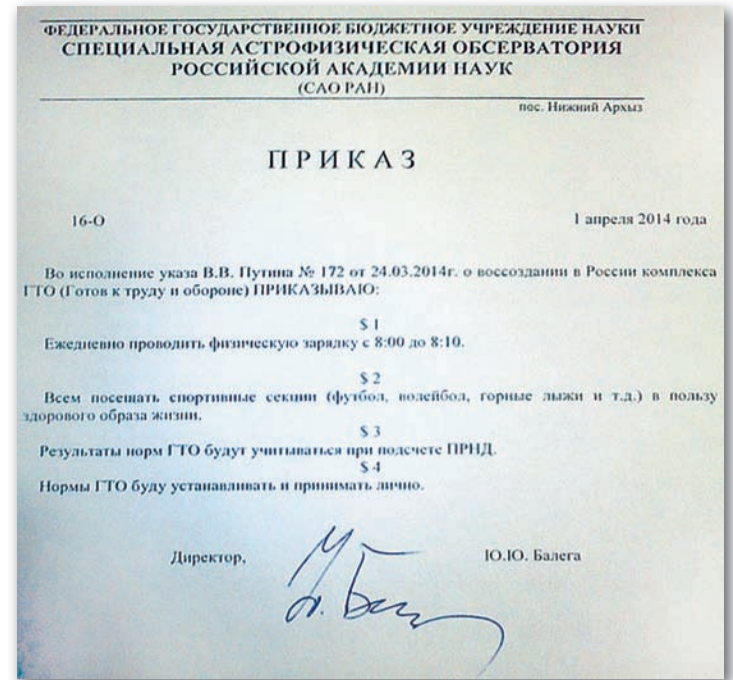 ФЕДЕРАЛЬНОЕ ГОСУДАРСТВЕННОЕ БЮДЖЕТНОЕ УЧРЕЖДЕНИЕ НАУКИ
СПЕЦИАЛЬНАЯ АСТРОФИЗИЧЕСКАЯ ОБСЕРВАТОРИЯ
РОССИЙСКОЙ АКАДЕМИИ НАУК
(САО РАН)
пос. Нижний Архыз
ПРИКАЗ
16-О 1 апреля 2014 года
Во исполнение указа В.В. Путина № 172 от 24.03.2014г. о воссоздании в России комплекса
ГТО (Готов к труду и обороне) ПРИКАЗЫВАЮ:
§ 1
Ежедневно проводить физическую зарядку с 8:00 до 8:10.
§ 2
Всем посещать спортивные секции (футбол, волейбол, горные лыжи и т.д.) в пользу
здорового образа жизни.
§ 3
Результаты норм ГТО будут учитываться при подсчете ПРНД.
§ 4
Нормы ГТО буду устанавливать и принимать лично.
Директор, Ю.Ю. Балега